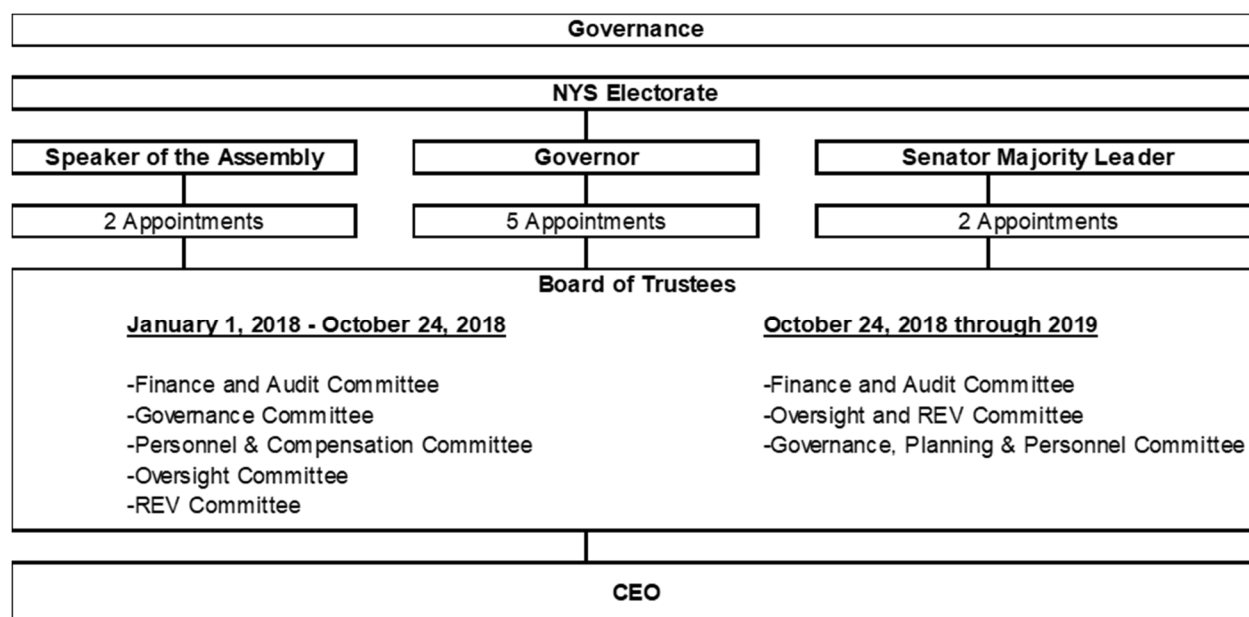 Governance
NYS Electorate
Speaker of the Assembly
Governor
Senator Majority Leader
2 Appointments
5 Appointments
2 Appointments
Board of Trustees
January 1, 2018 - October 24, 2018
-Finance and Audit Committee
-Governance Committee
-Personnel & Compensation Committee
-Oversight Committee
-REV Committee
October 24, 2018 through 2019
-Finance and Audit Committee
-Oversight and REV Committee
-Governance, Planning & Personnel Committee
CEO